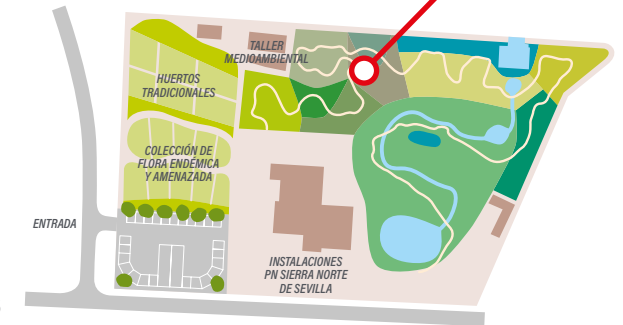 TALLER
MEDIOAMBIENTAL
HUERTOS
TRADICIONALES
COLECCIÓN DE
FLORA ENDÉMICA
Y AMENAZADA
ENTRADA
INSTALACIONES
PN SIERRA NORTE
DE SEVILLA